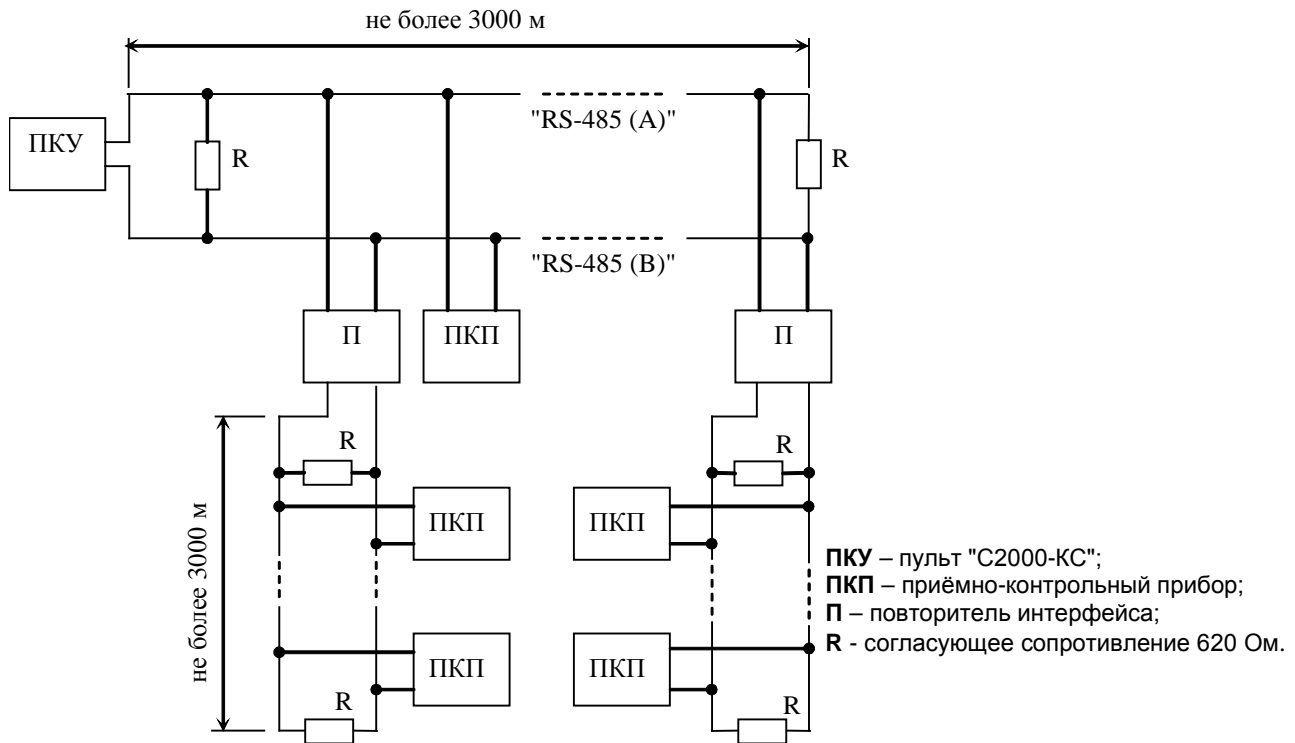 не более 3000 м
"RS-485 (А)"
ПКУ
R
R
"RS-485 (В)"
П
ПКП
П
R
R
не более 3000 м
ПКП
ПКП
ПКУ – пульт "С2000-КС";
ПКП – приёмно-контрольный прибор;
П – повторитель интерфейса;
R - согласующее сопротивление 620 Ом.
ПКП
ПКП
R
R